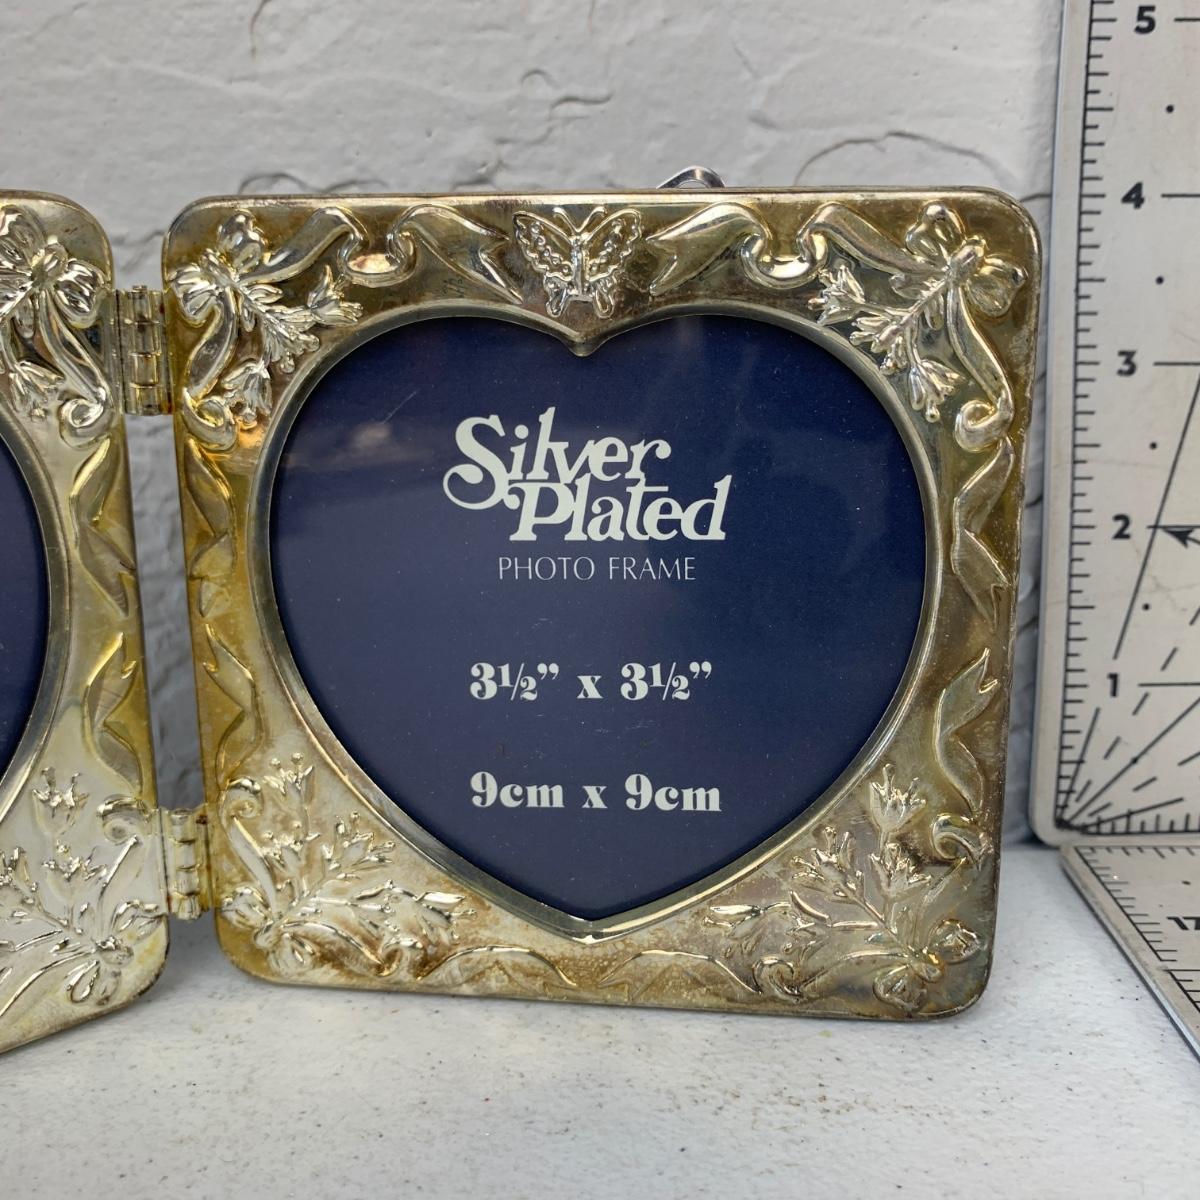 Silver
Plated
PHOTO FRAME
3½” x 3½”
9cm x 9cm
5
4
3
2
1